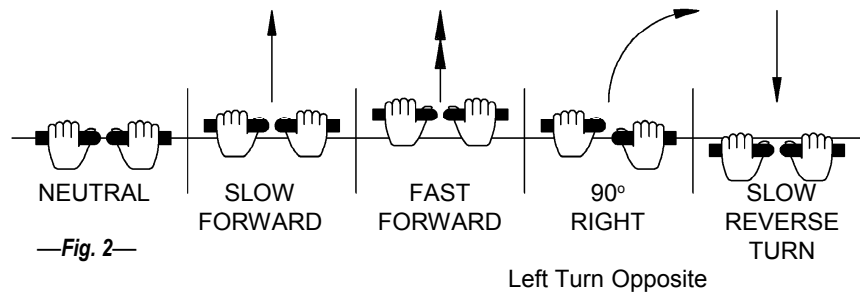 NEUTRAL
SLOW
FORWARD
FAST
FORWARD
90°
RIGHT
SLOW
REVERSE
TURN
—Fig. 2—
Left Turn Opposite